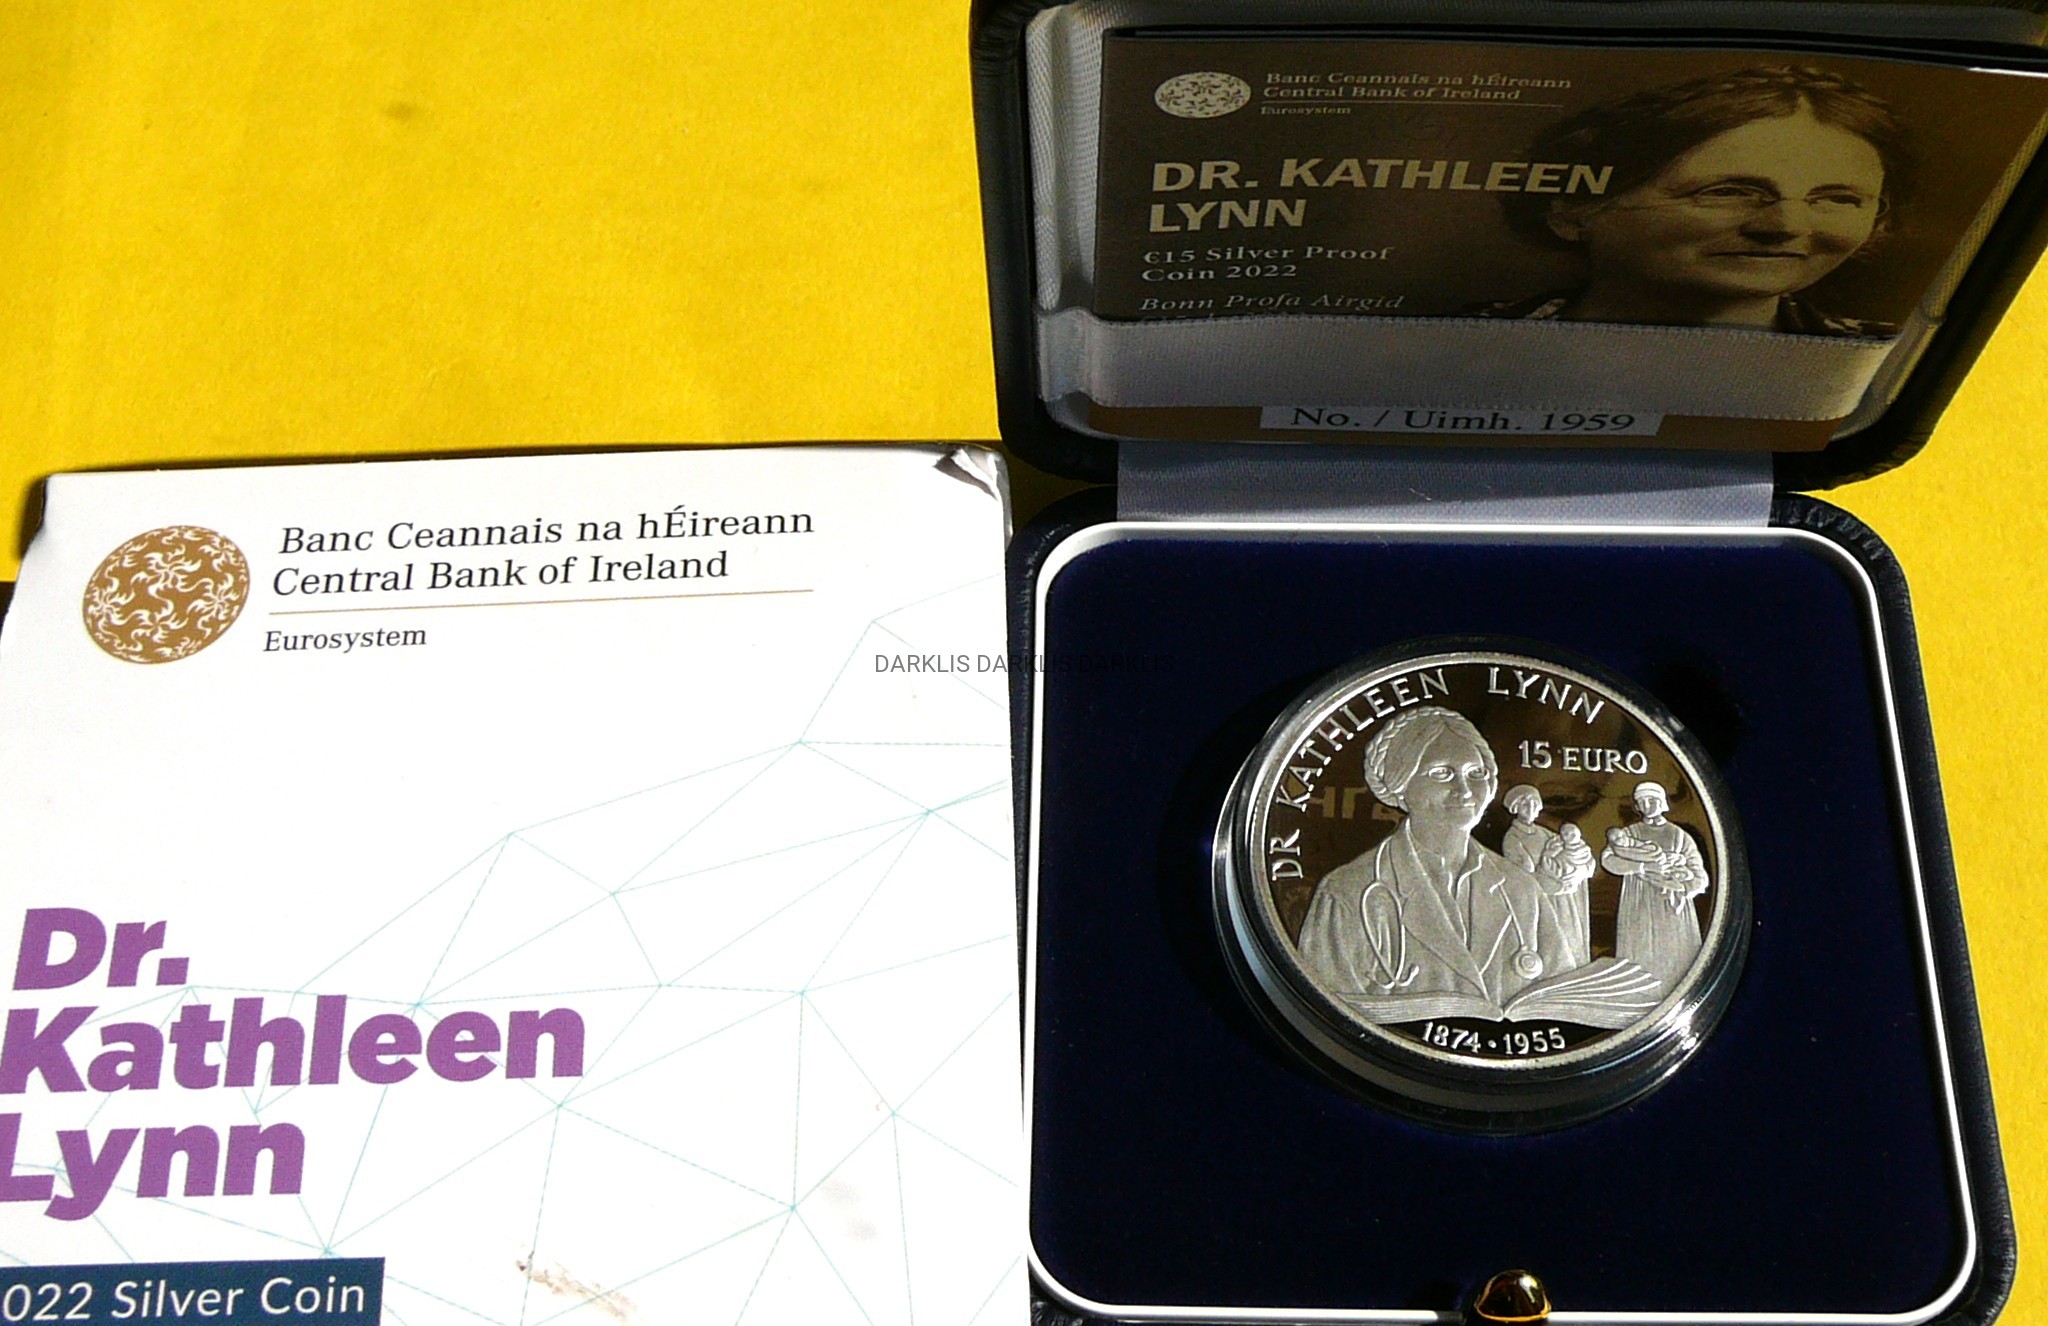 Banc Ceannais na hÉireann
Central Bank of Ireland
Eurosystem
DR. KATHLEEN
LYNN
€15 Silver Proof
Coin 2022
Bonn Profa Airgid
No. / Uimh. 1959
Banc Ceannais na hÉireann
Central Bank of Ireland
Eurosystem
Dr.
Kathleen
Lynn
022 Silver Coin
DARKLIS DARKLIS DARKLIS
DR KATHLEEN LYNN
15 EURO
1874 • 1955